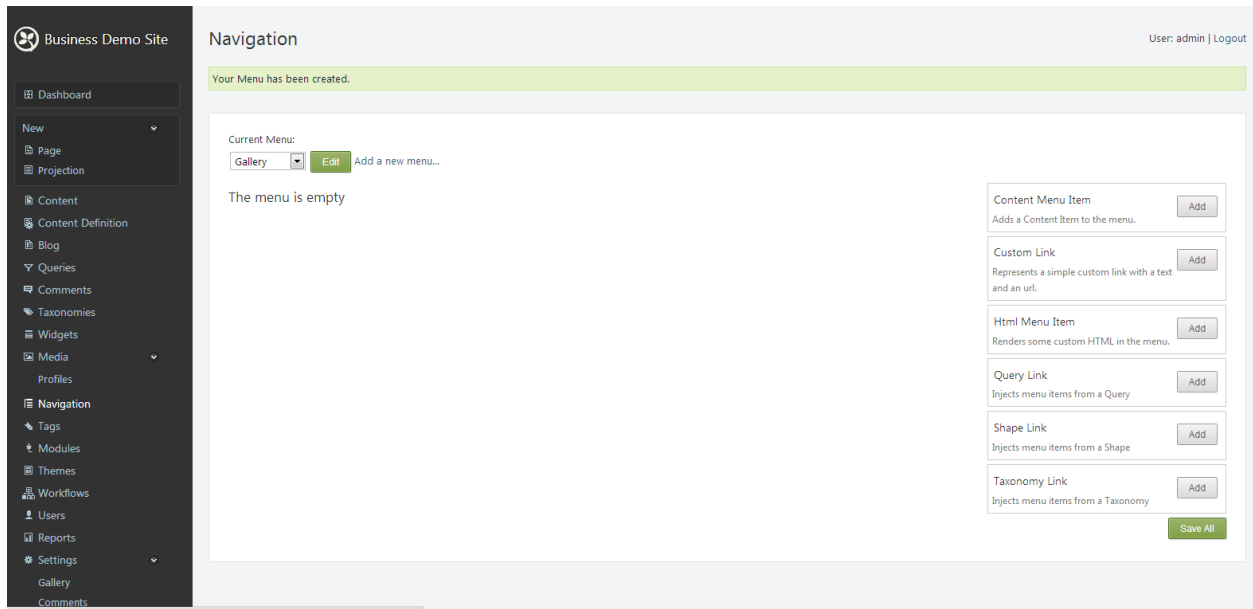 Business Demo Site
Dashboard
New
Page
Projection
Content
Content Definition
Blog
Queries
Comments
Taxonomies
Widgets
Media
Profiles
Navigation
Tags
Modules
Themes
Workflows
Users
Reports
Settings
Gallery
Comments
Navigation
User: admin | Logout
Your Menu has been created.
Current Menu:
Gallery Edit Add a new menu...
The menu is empty
Content Menu Item
Add
Adds a Content Item to the menu.
Custom Link
Add
Represents a simple custom link with a text
and an url.
Html Menu Item
Add
Renders some custom HTML in the menu.
Query Link
Add
Injects menu items from a Query
Shape Link
Add
Injects menu items from a Shape
Taxonomy Link
Add
Injects menu items from a Taxonomy
Save All